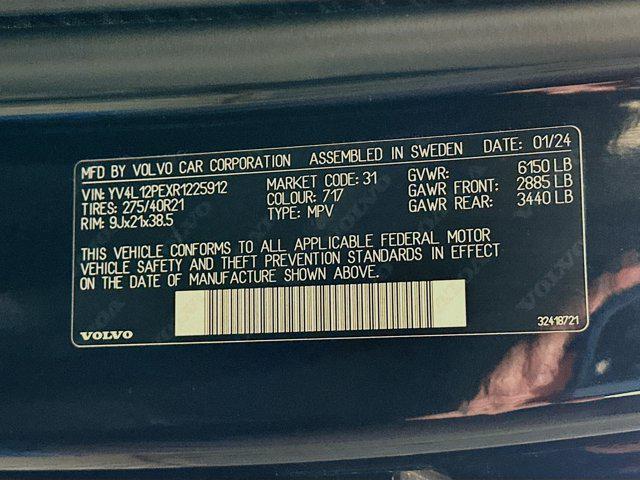 MFD BY VOLVO CAR CORPORATION ASSEMBLED IN SWEDEN DATE: 01/24
VIN: YV4L12PEXR1225912 MARKET CODEX: 31 GVWR: 6150 LB
TIRES: 275/40R21 COLOUR: 717 GAW FRONT: 2885 LB
RIM: 9Jx21x38.5 TYPE: MPV GAWR REAR: 3440 LB
THIS VEHICLE CONFORMS TO ALL APPLICABLE FEDERAL MOTOR
VEHICLE SAFETY AND THEFT PREVENTION STANDARDS IN EFFECT
ON THE DATE OF MANUFACTURE SHOWN ABOVE.
VOLVO
32418721